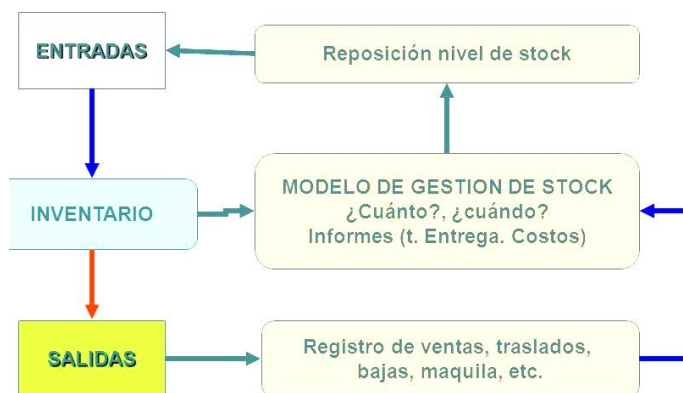 ENTRADAS
Reposición nivel de stock
INVENTARIO
MODELO DE GESTION DE STOCK
¿Cuánto?, ¿cuándo?
Informes (t. Entrega. Costos)
SALIDAS
Registro de ventas, traslados,
bajas, maquila, etc.